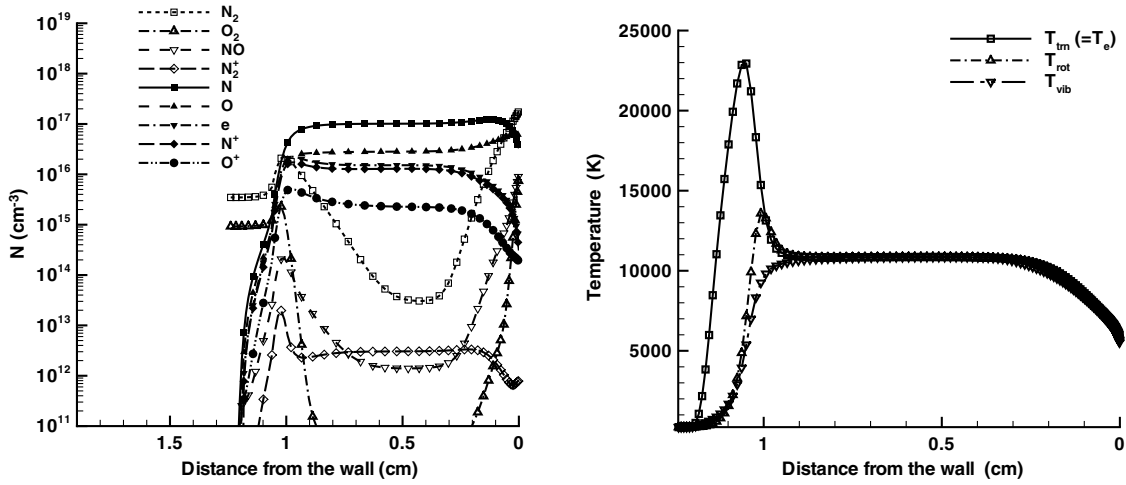 10¹⁹
10¹⁸
10¹⁷
10¹⁶
10¹⁵
10¹⁴
10¹³
10¹²
10¹¹
N (cm⁻³)
N₂
O₂
NO
N₂⁺
N
O
e
N⁺
O⁺
1.5
1
0.5
0
Distance from the wall (cm)
25000
20000
15000
10000
5000
Temperature (K)
Tₜᵣₙ (=Tₑ)
T_rot
T_vib
1
0.5
0
Distance from the wall (cm)